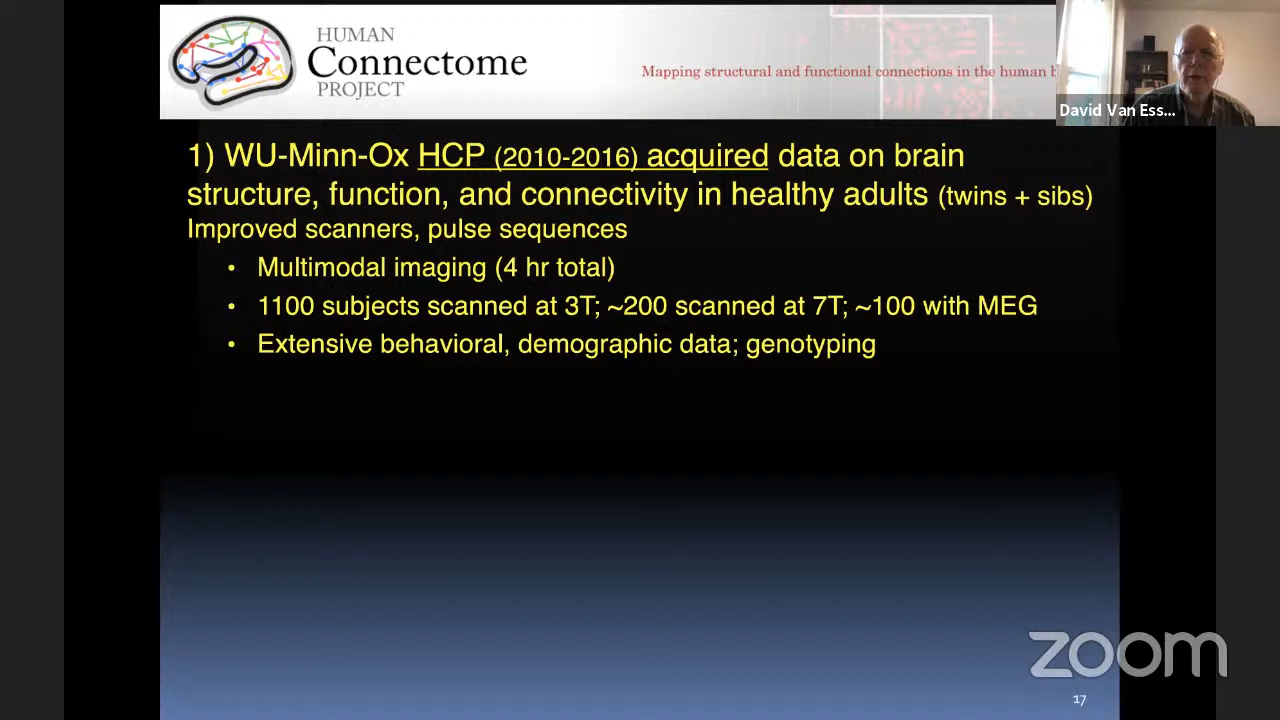 HUMAN
Connectome
PROJECT
Mapping structural and functional connections in the human b
David Van Ess...
1) WU-Minn-Ox HCP (2010-2016) acquired data on brain
structure, function, and connectivity in healthy adults (twins + sibs)
Improved scanners, pulse sequences
• Multimodal imaging (4 hr total)
• 1100 subjects scanned at 3T; ~200 scanned at 7T; ~100 with MEG
• Extensive behavioral, demographic data; genotyping
zoom
17